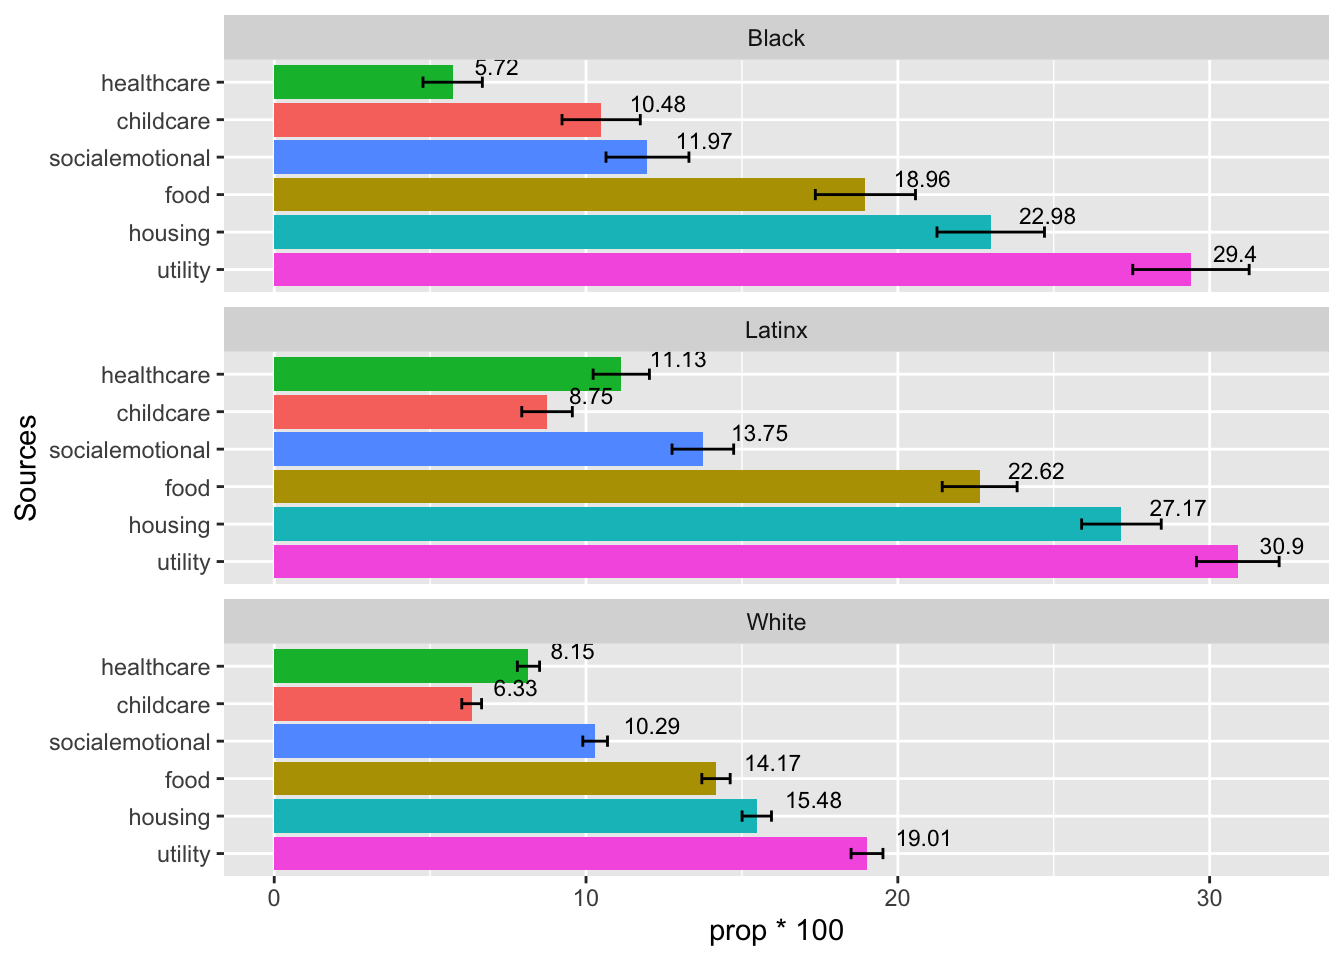 Black
healthcare 5.72
childcare 10.48
socialemotional 11.97
food 18.96
housing 22.98
utility 29.4
Latinx
healthcare 11.13
childcare 8.75
socialemotional 13.75
food 22.62
housing 27.17
utility 30.9
White
healthcare 8.15
childcare 6.33
socialemotional 10.29
food 14.17
housing 15.48
utility 19.01
Sources
0 10 20 30
prop * 100